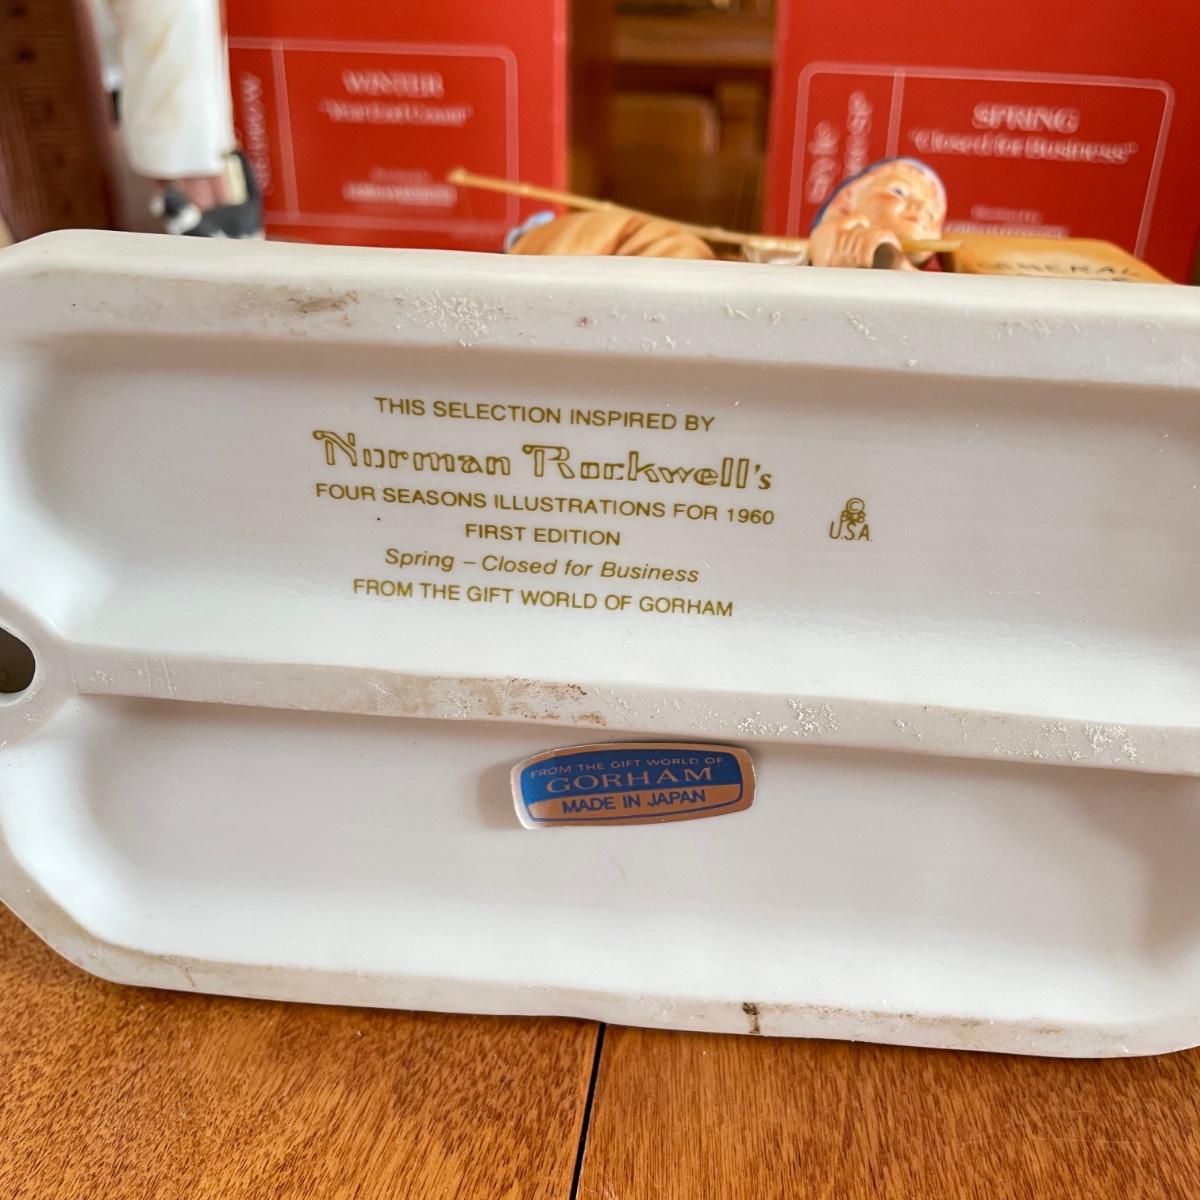 WINTER
SPRING
"Closed for Business"
THIS SELECTION INSPIRED BY
Norman Rockwell's
FOUR SEASONS ILLUSTRATIONS FOR 1960
FIRST EDITION
Spring – Closed for Business
FROM THE GIFT WORLD OF GORHAM
©
U.S.A.
FROM THE GIFT WORLD OF
GORHAM
MADE IN JAPAN